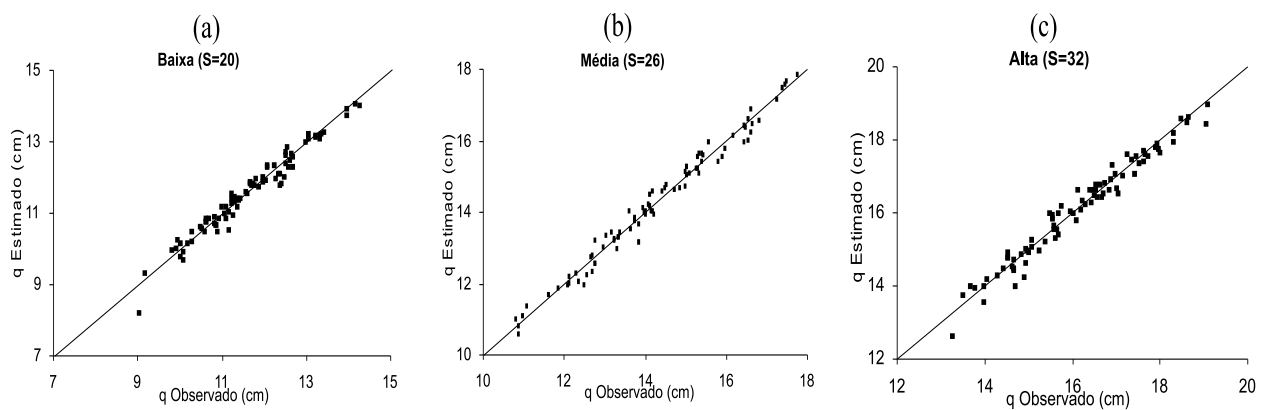 (a)
Baixa (S=20)
15
13
11
9
7
7 9 11 13 15
q Estimado (cm)
q Observado (cm)
(b)
Média (S=26)
18
16
14
12
10
10 12 14 16 18
q Estimado (cm)
q Observado (cm)
(c)
Alta (S=32)
20
18
16
14
12
12 14 16 18 20
q Estimado (cm)
q Observado (cm)